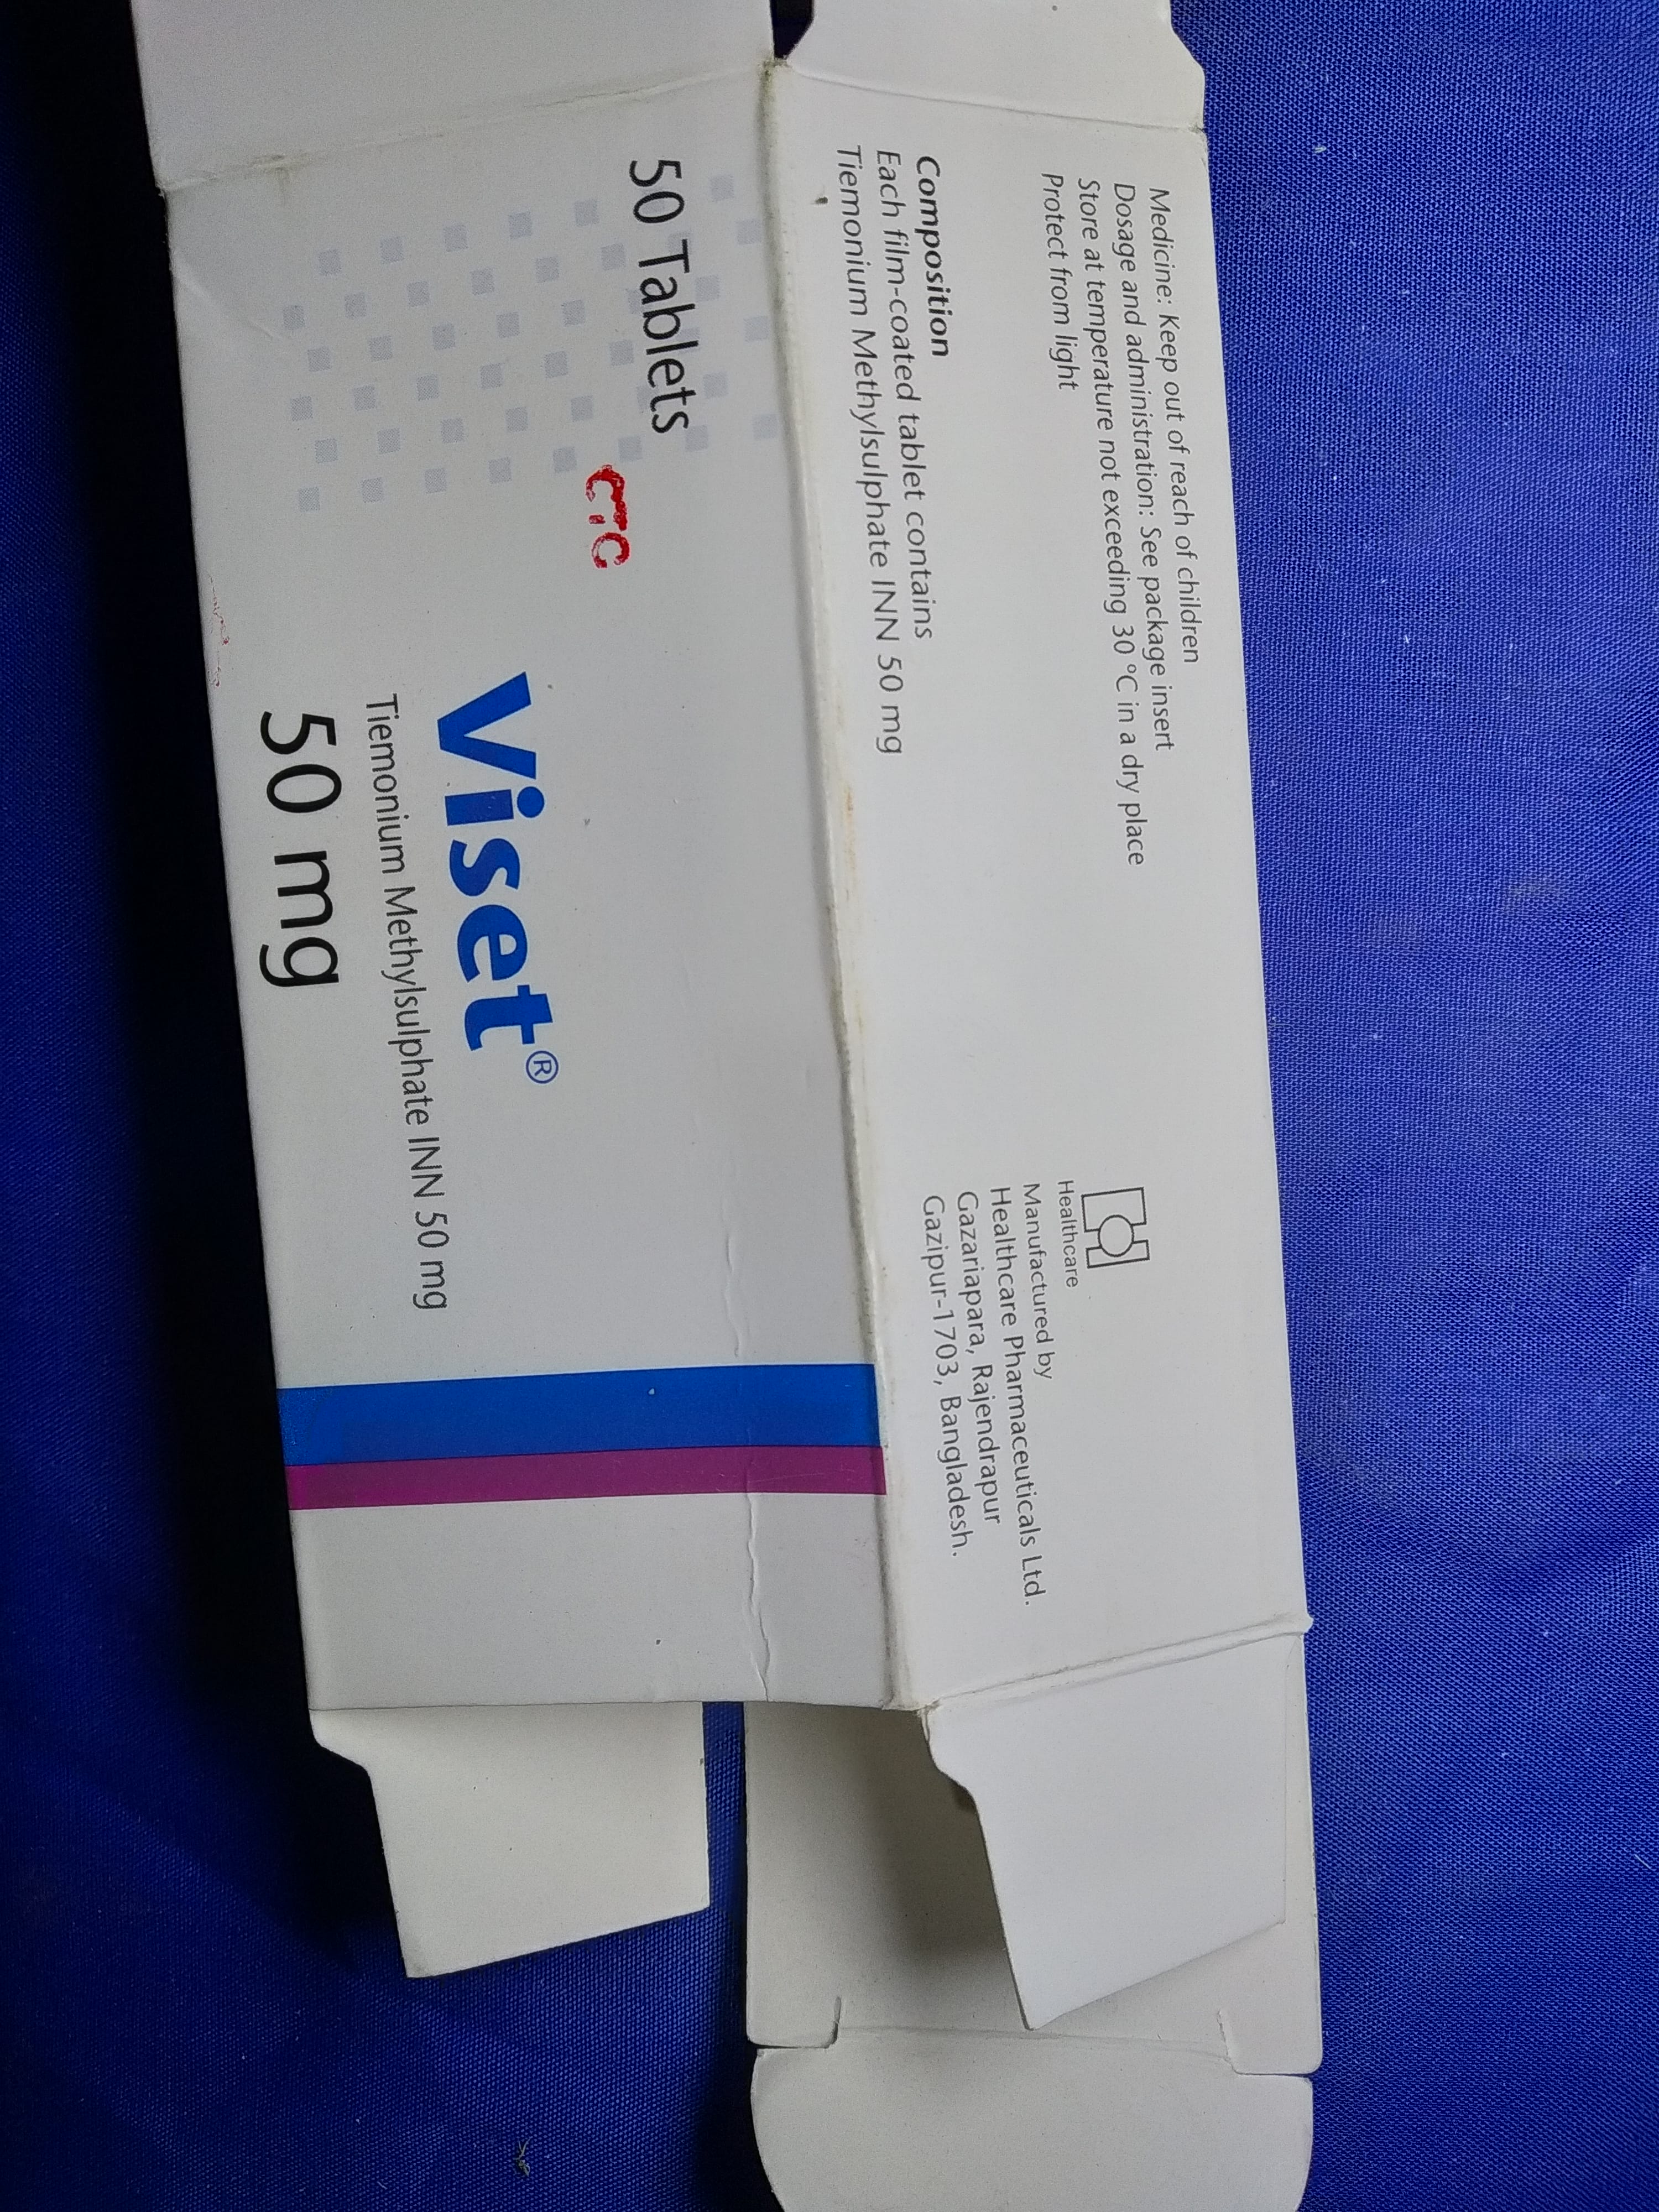 Medicine: Keep out of reach of children
Dosage and administration: See package insert
Store at temperature not exceeding 30 °C in a dry place
Protect from light
Composition
Each film-coated tablet contains
Tiemonium Methylsulphate INN 50 mg
Healthcare
Manufactured by
Healthcare Pharmaceuticals Ltd.
Gazariapara, Rajendrapur
Gazipur-1703, Bangladesh.
50 Tablets
CTC
Viset®
Tiemonium Methylsulphate INN 50 mg
50 mg